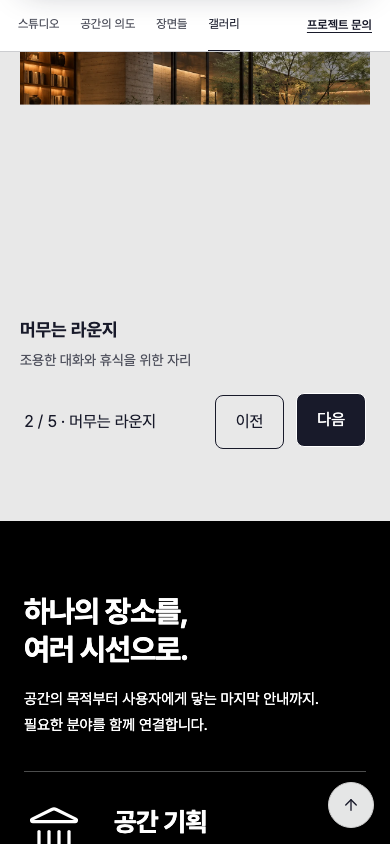 스튜디오 공간의 의도 장면들 갤러리 프로젝트 문의
머무는 라운지
조용한 대화와 휴식을 위한 자리
2 / 5 · 머무는 라운지 이전 다음
하나의 장소를,
여러 시선으로.
공간의 목적부터 사용자에게 닿는 마지막 안내까지.
필요한 분야를 함께 연결합니다.
공간 기획